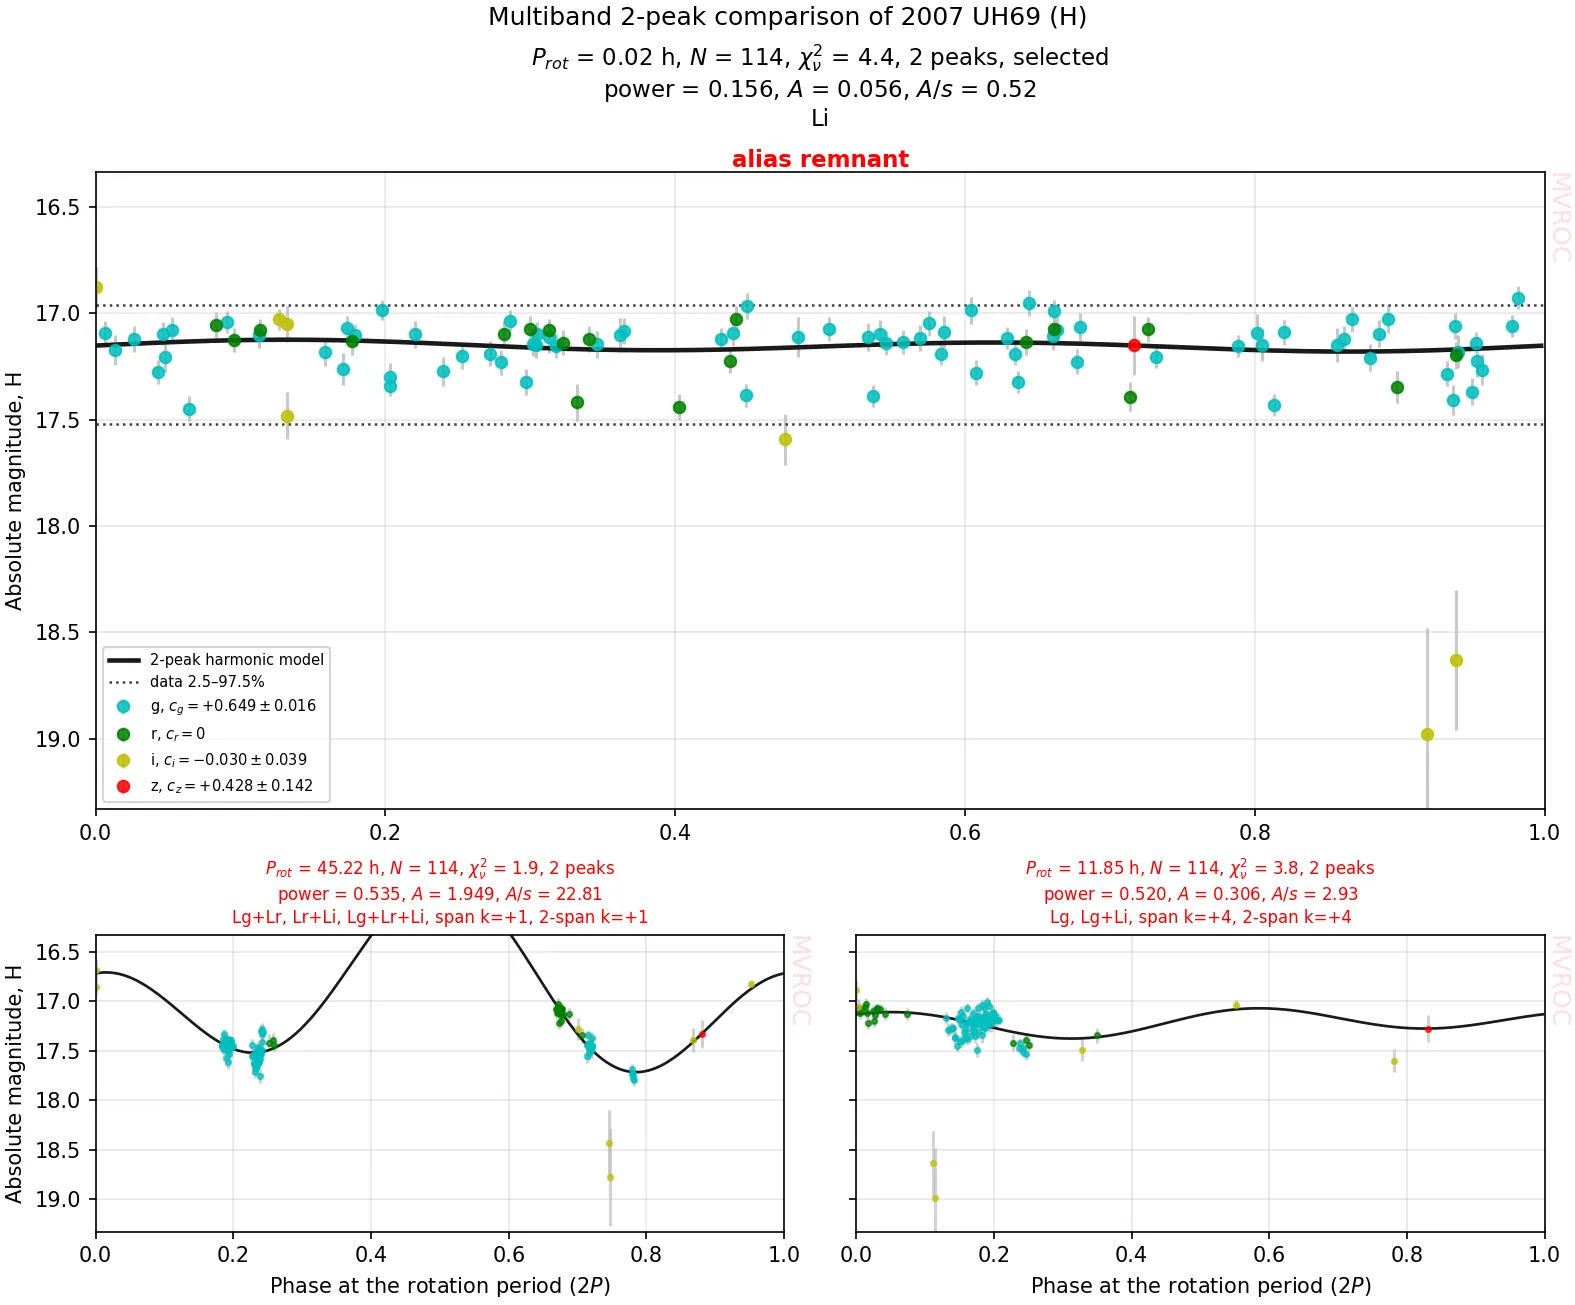 Multiband 2-peak comparison of 2007 UH69 (H)
P_rot = 0.02 h, N = 114, χ²_ν = 4.4, 2 peaks, selected
power = 0.156, A = 0.056, A/s = 0.52
Li
alias remnant
MVROC
16.5
17.0
17.5
18.0
18.5
19.0
Absolute magnitude, H
2-peak harmonic model
data 2.5–97.5%
g, c_g = +0.649 ± 0.016
r, c_r = 0
i, c_i = −0.030 ± 0.039
z, c_z = +0.428 ± 0.142
0.0 0.2 0.4 0.6 0.8 1.0
P_rot = 45.22 h, N = 114, χ²_ν = 1.9, 2 peaks
power = 0.535, A = 1.949, A/s = 22.81
Lg+Lr, Lr+Li, Lg+Lr+Li, span k=+1, 2-span k=+1
MVROC
16.5
17.0
17.5
18.0
18.5
19.0
Absolute magnitude, H
0.0 0.2 0.4 0.6 0.8 1.0
Phase at the rotation period (2P)
P_rot = 11.85 h, N = 114, χ²_ν = 3.8, 2 peaks
power = 0.520, A = 0.306, A/s = 2.93
Lg, Lg+Li, span k=+4, 2-span k=+4
MVROC
0.0 0.2 0.4 0.6 0.8 1.0
Phase at the rotation period (2P)